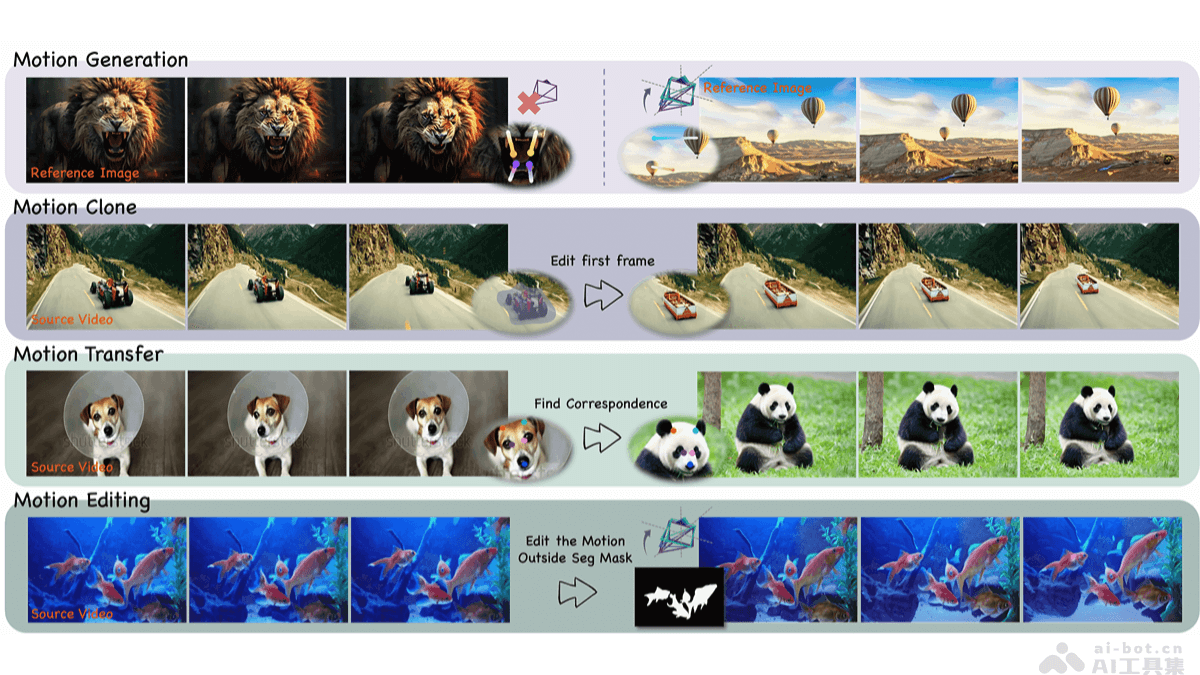 Motion Generation
Reference Image
Reference Image
Motion Clone
Source Video
Edit first frame
Motion Transfer
Source Video
Find Correspondence
Motion Editing
Source Video
Edit the Motion
Outside Seg Mask
ai-bot.cn
AI工具集